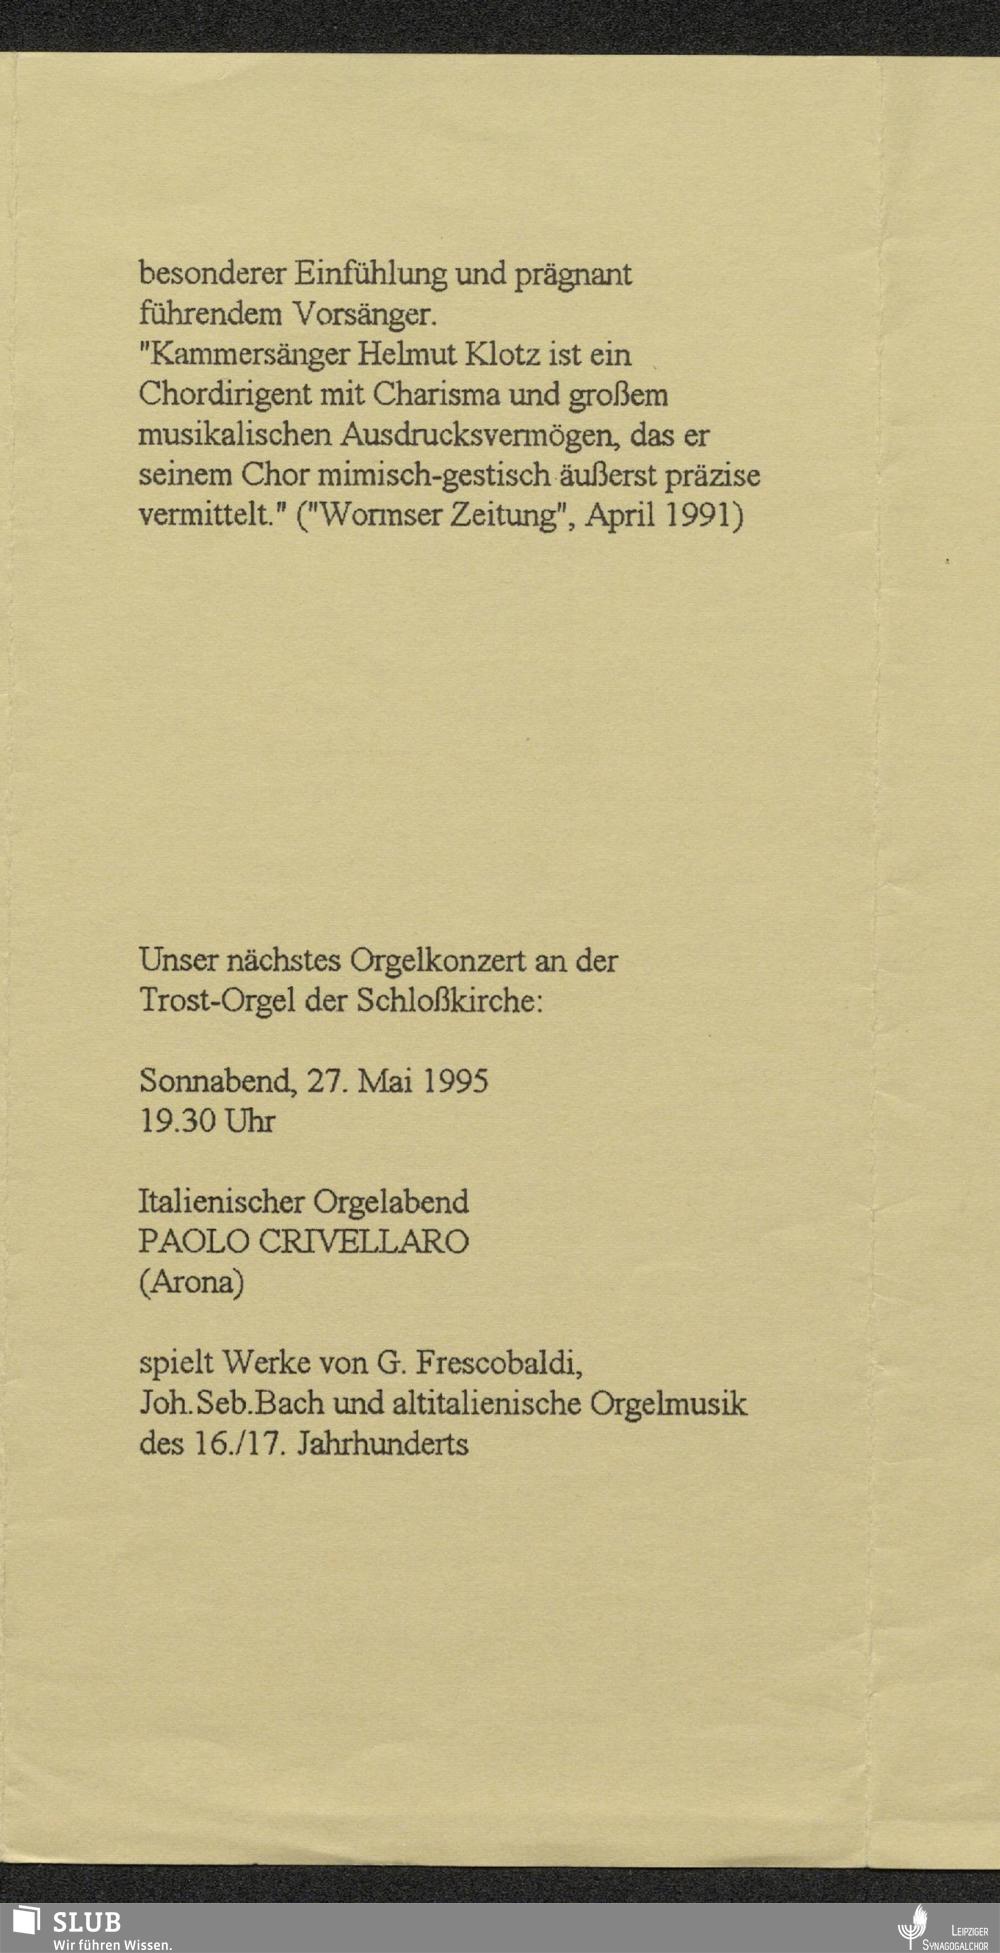 besonderer Einfühlung und prägnant
führendem Vorsänger.
"Kammersänger Helmut Klotz ist ein
Chordirigent mit Charisma und großem
musikalischen Ausdrucksvermögen, das er
seinem Chor mimisch-gestisch äußerst präzise
vermittelt." ("Wormser Zeitung", April 1991)
Unser nächstes Orgelkonzert an der
Trost-Orgel der Schloßkirche:
Sonnabend, 27. Mai 1995
19.30 Uhr
Italienischer Orgelabend
PAOLO CRIVELLARO
(Arona)
spielt Werke von G. Frescobaldi,
Joh.Seb.Bach und altitalienische Orgelmusik
des 16./17. Jahrhunderts
SLUB
Wir führen Wissen.
LEIPZIGER
SYNAGOGALCHOR